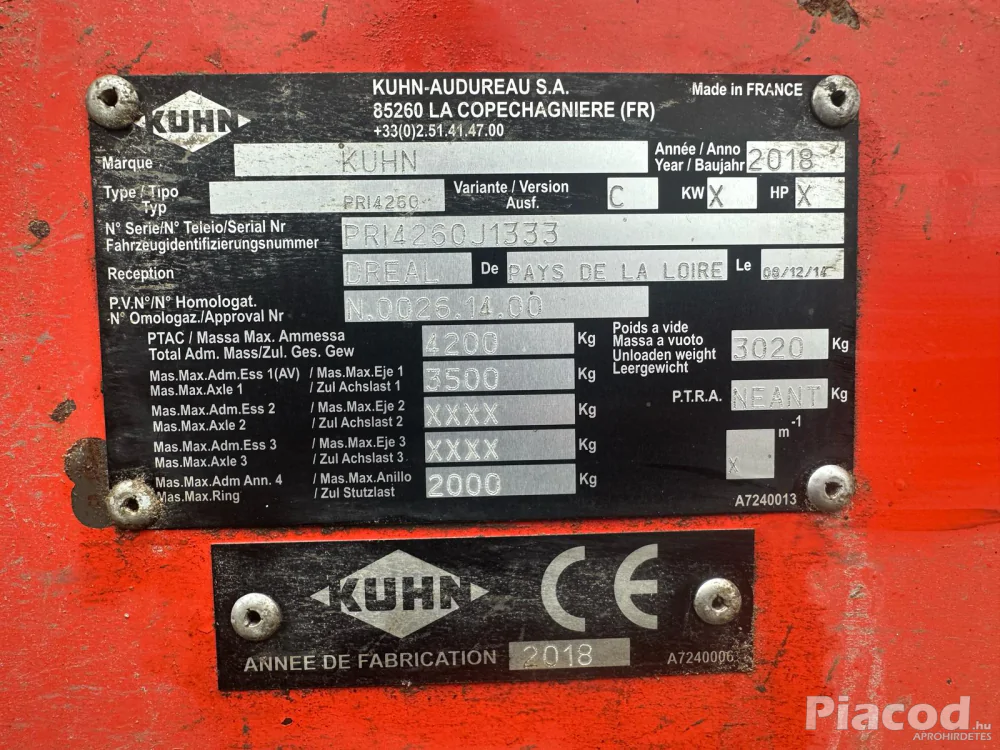 KUHN
KUHN-AUDUREAU S.A.
85260 LA COPECHAGNIERE (FR)
+33(0)2.51.41.47.00
Made in FRANCE
Marque KUHN Année / Anno 2018
Year / Baujahr
Type / Tipo PRI4260 Variante / Version C KW X HP X
Typ Ausf.
N° Serie/N° Teleio/Serial Nr PRI4260J1333
Fahrzeugidentifizierungsnummer
Reception DREAL De PAYS DE LA LOIRE Le 08/12/14
P.V.N°/N° Homologat. N.0026.14.00
N° Omologaz./Approval Nr
PTAC / Massa Max. Ammessa 4200 Kg
Total Adm. Mass/Zul. Ges. Gew
Poids a vide
Massa a vuoto 3020 Kg
Unloaden weight
Leergewicht
Mas.Max.Adm.Ess 1(AV) / Mas.Max.Eje 1 3500 Kg
Mas.Max.Axle 1 / Zul Achslast 1
P.T.R.A. NEANT Kg
Mas.Max.Adm.Ess 2 / Mas.Max.Eje 2 XXXX Kg
Mas.Max.Axle 2 / Zul Achslast 2
Mas.Max.Adm.Ess 3 / Mas.Max.Eje 3 XXXX Kg
Mas.Max.Axle 3 / Zul Achslast 3
X m-1
Mas.Max.Adm Ann. 4 / Mas.Max.Anillo 2000 Kg
Mas.Max.Ring / Zul Stutzlast
A7240013
KUHN CE
ANNEE DE FABRICATION 2018 A7240006
Piacod.hu
APROHIRDETES